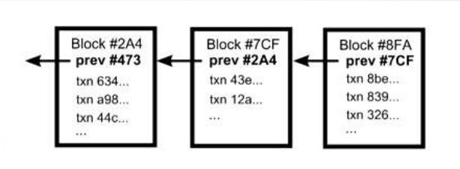 Block #2A4
prev #473
txn 634...
txn a98...
txn 44c...
...
Block #7CF
prev #2A4
txn 43e...
txn 12a...
...
Block #8FA
prev #7CF
txn 8be...
txn 839...
txn 326...
...